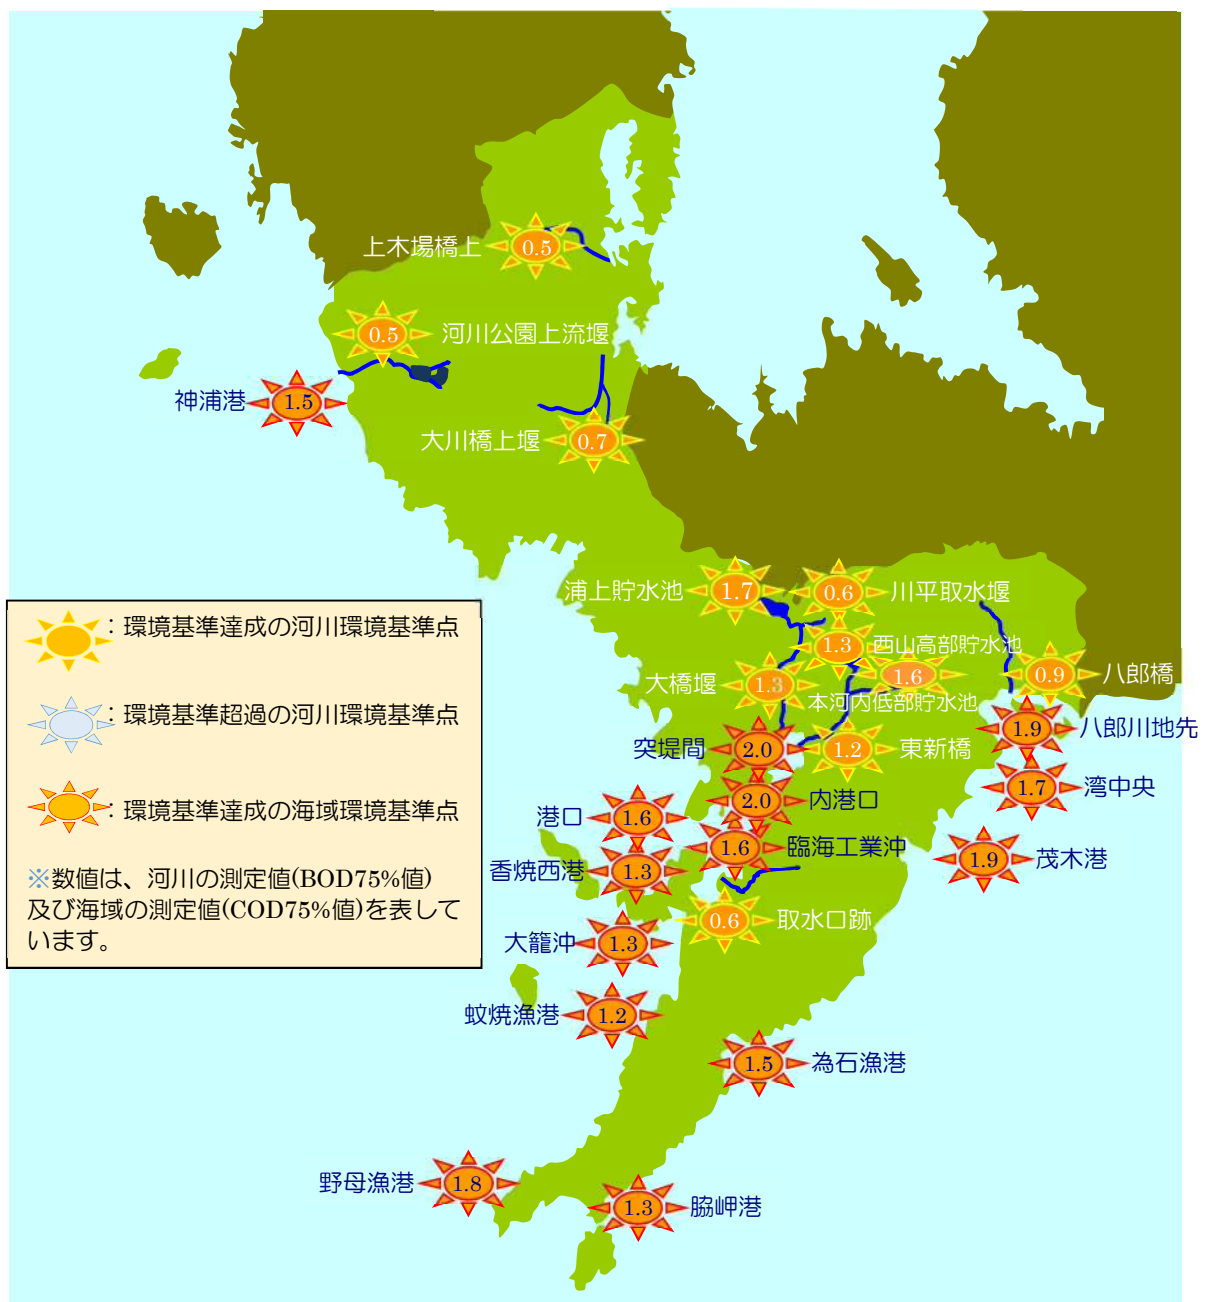 上木場橋上 0.5
0.5 河川公園上流堰
神浦港 1.5
大川橋上堰 0.7
浦上貯水池 1.7
0.6 川平取水堰
1.3 西山高部貯水池
大橋堰 1.3
1.6
本河内低部貯水池
0.9 八郎橋
1.9 八郎川地先
突堤間 2.0
1.2 東新橋
1.7 湾中央
2.0 内港口
港口 1.6
1.6 臨海工業沖
1.9 茂木港
香焼西港 1.3
0.6 取水口跡
大籠沖 1.3
蚊焼漁港 1.2
1.5 為石漁港
野母漁港 1.8
1.3 脇岬港
：環境基準達成の河川環境基準点
：環境基準超過の河川環境基準点
：環境基準達成の海域環境基準点
※数値は、河川の測定値(BOD75%値)
及び海域の測定値(COD75%値)を表して
います。